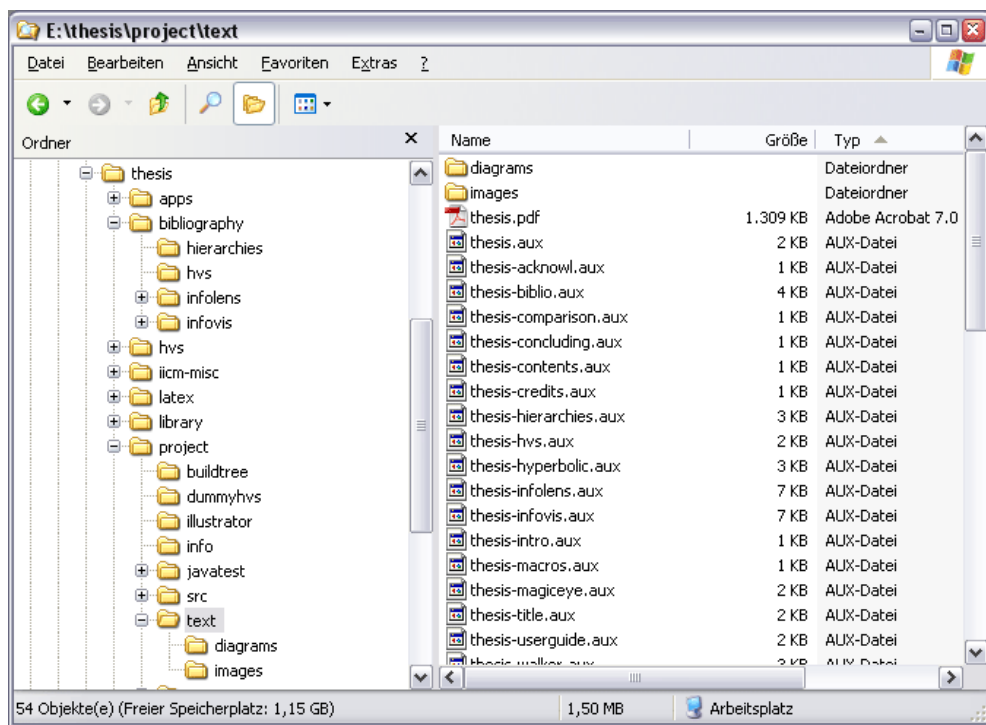 E:\thesis\project\text
Datei Bearbeiten Ansicht Favoriten Extras ?
Ordner
thesis
apps
bibliography
hierarchies
hvs
infolens
infovis
hvs
iicm-misc
latex
library
project
buildtree
dummyhvs
illustrator
info
javatest
src
text
diagrams
images
Name Größe Typ
diagrams Dateiordner
images Dateiordner
thesis.pdf 1.309 KB Adobe Acrobat 7.0
thesis.aux 2 KB AUX-Datei
thesis-acknowl.aux 1 KB AUX-Datei
thesis-biblio.aux 4 KB AUX-Datei
thesis-comparison.aux 1 KB AUX-Datei
thesis-concluding.aux 1 KB AUX-Datei
thesis-contents.aux 1 KB AUX-Datei
thesis-credits.aux 1 KB AUX-Datei
thesis-hierarchies.aux 3 KB AUX-Datei
thesis-hvs.aux 2 KB AUX-Datei
thesis-hyperbolic.aux 3 KB AUX-Datei
thesis-infolens.aux 7 KB AUX-Datei
thesis-infovis.aux 7 KB AUX-Datei
thesis-intro.aux 1 KB AUX-Datei
thesis-macros.aux 1 KB AUX-Datei
thesis-magiceye.aux 2 KB AUX-Datei
thesis-title.aux 2 KB AUX-Datei
thesis-userguide.aux 2 KB AUX-Datei
thesis-walker.aux 2 KB AUX-Datei
54 Objekte(e) (Freier Speicherplatz: 1,15 GB) 1,50 MB Arbeitsplatz